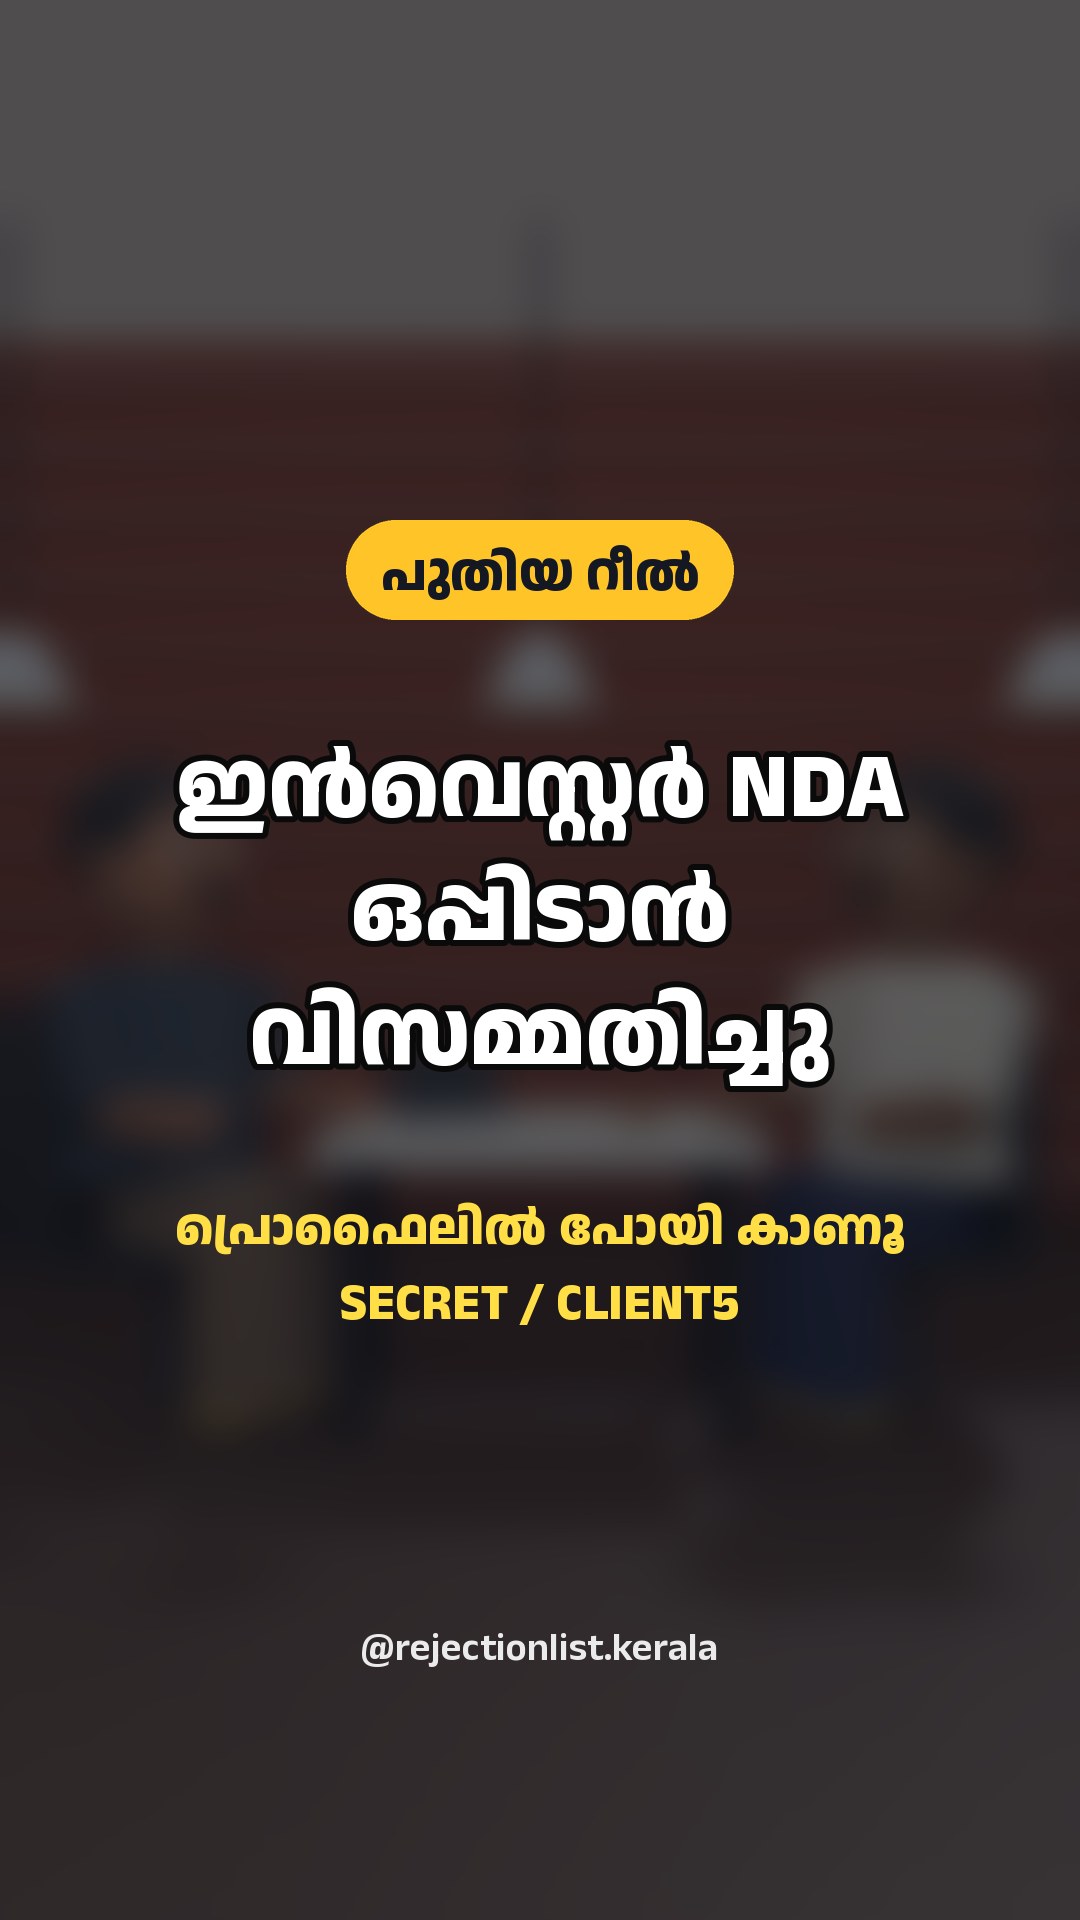 പുതിയ റീൽ
ഇൻവെസ്റ്റർ NDA
ഒപ്പിടാൻ
വിസമ്മതിച്ചു
പ്രൊഫൈലിൽ പോയി കാണൂ
SECRET / CLIENT5
@rejectionlist.kerala